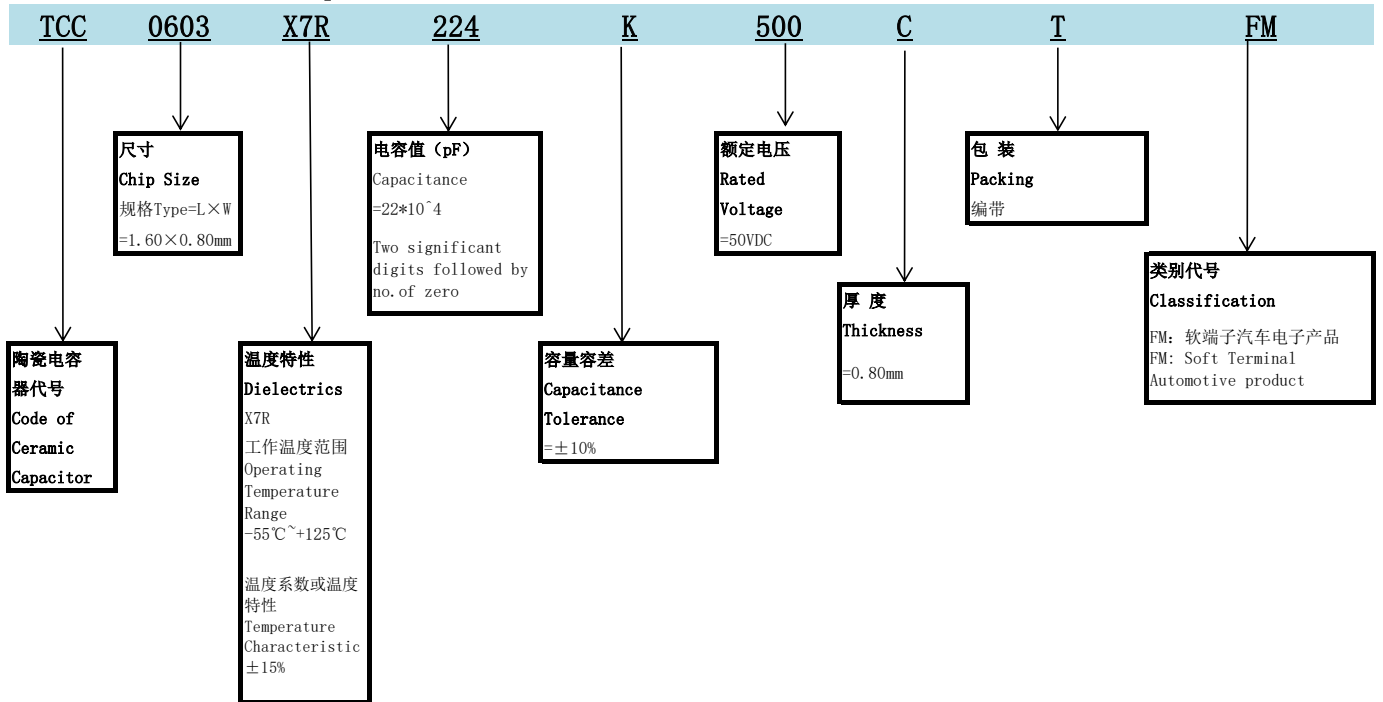 TCC 0603 X7R 224 K 500 C T FM
尺寸
Chip Size
规格Type=L×W
=1.60×0.80mm
电容值（pF）
Capacitance
=22*10^4
Two significant
digits followed by
no.of zero
额定电压
Rated
Voltage
=50VDC
包 装
Packing
编带
类别代号
Classification
FM: 软端子汽车电子产品
FM: Soft Terminal
Automotive product
厚 度
Thickness
=0.80mm
陶瓷电容
器代号
Code of
Ceramic
Capacitor
温度特性
Dielectrics
X7R
工作温度范围
Operating
Temperature
Range
-55℃~+125℃
温度系数或温度
特性
Temperature
Characteristic
±15%
容量容差
Capacitance
Tolerance
=±10%